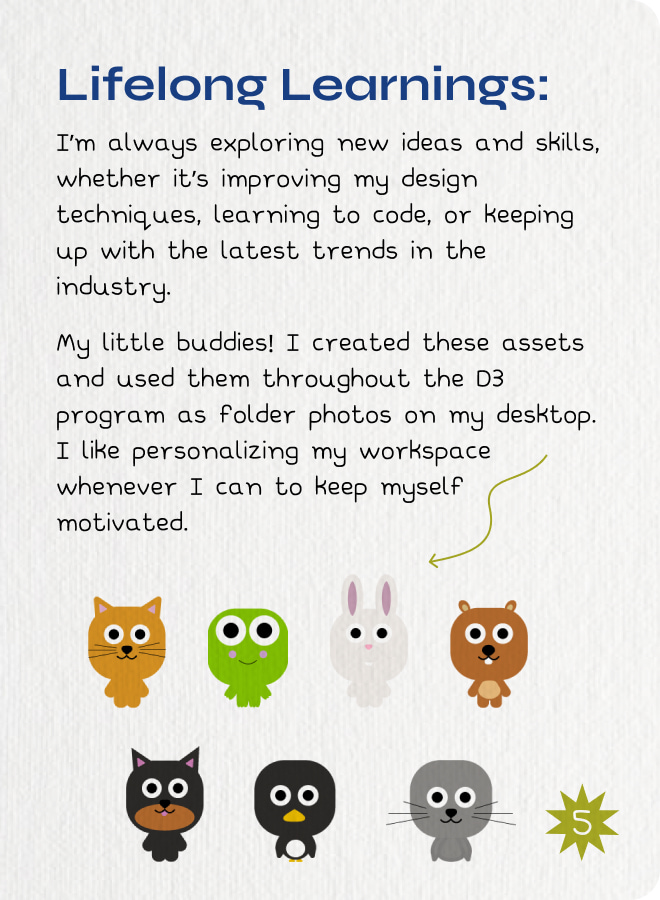 Lifelong Learnings:
I'm always exploring new ideas and skills,
whether it's improving my design
techniques, learning to code, or keeping
up with the latest trends in the
industry.
My little buddies! I created these assets
and used them throughout the D3
program as folder photos on my desktop.
I like personalizing my workspace
whenever I can to keep myself
motivated.
5